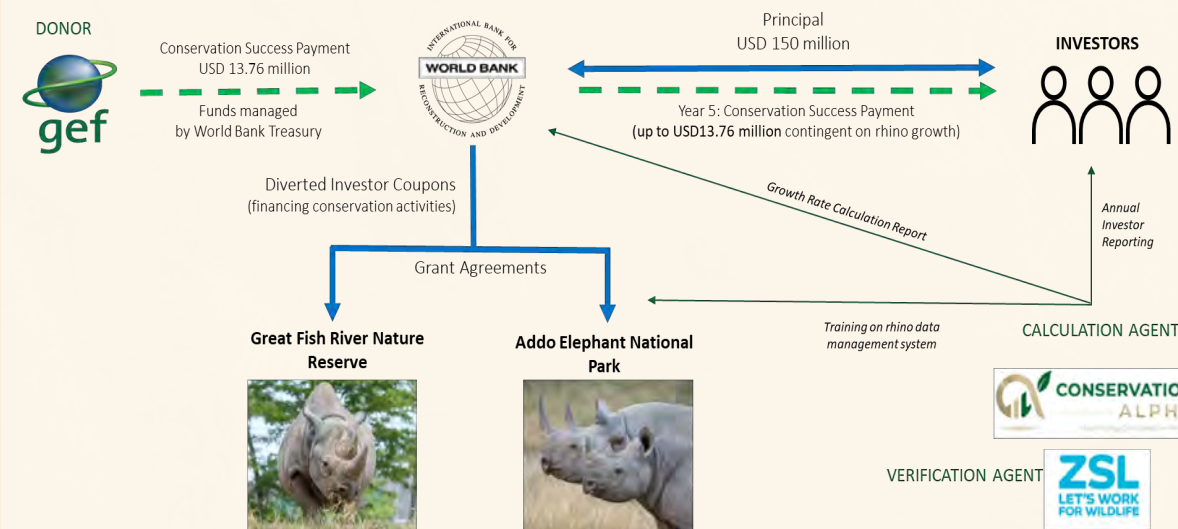 DONOR
gef
Conservation Success Payment
USD 13.76 million
Funds managed
by World Bank Treasury
INTERNATIONAL BANK FOR
WORLD BANK
RECONSTRUCTION AND DEVELOPMENT
Principal
USD 150 million
Year 5: Conservation Success Payment
(up to USD13.76 million contingent on rhino growth)
INVESTORS
Diverted Investor Coupons
(financing conservation activities)
Grant Agreements
Growth Rate Calculation Report
Annual
Investor
Reporting
Great Fish River Nature
Reserve
Addo Elephant National
Park
Training on rhino data
management system
CALCULATION AGENT
CONSERVATIO
ALPH
VERIFICATION AGENT
ZSL
LET'S WORK
FOR WILDLIFE